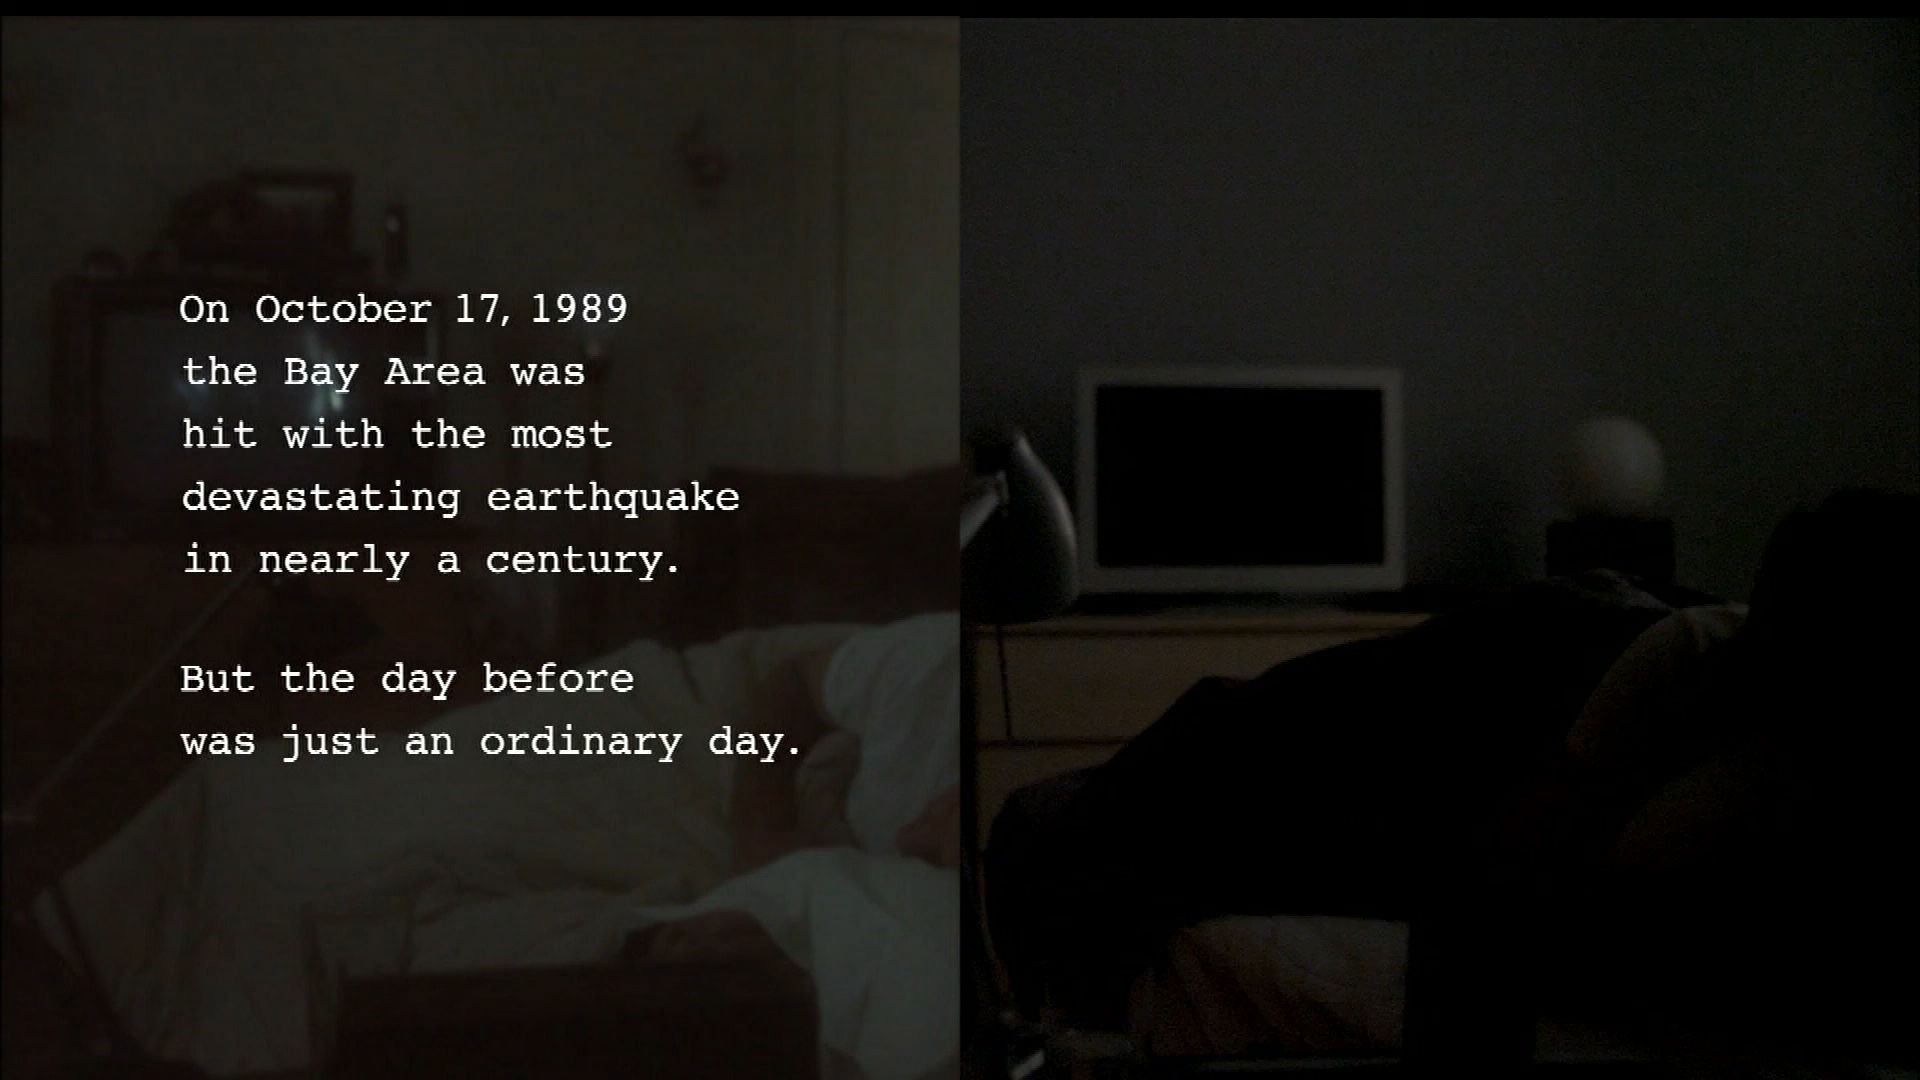 On October 17, 1989
the Bay Area was
hit with the most
devastating earthquake
in nearly a century.
But the day before
was just an ordinary day.